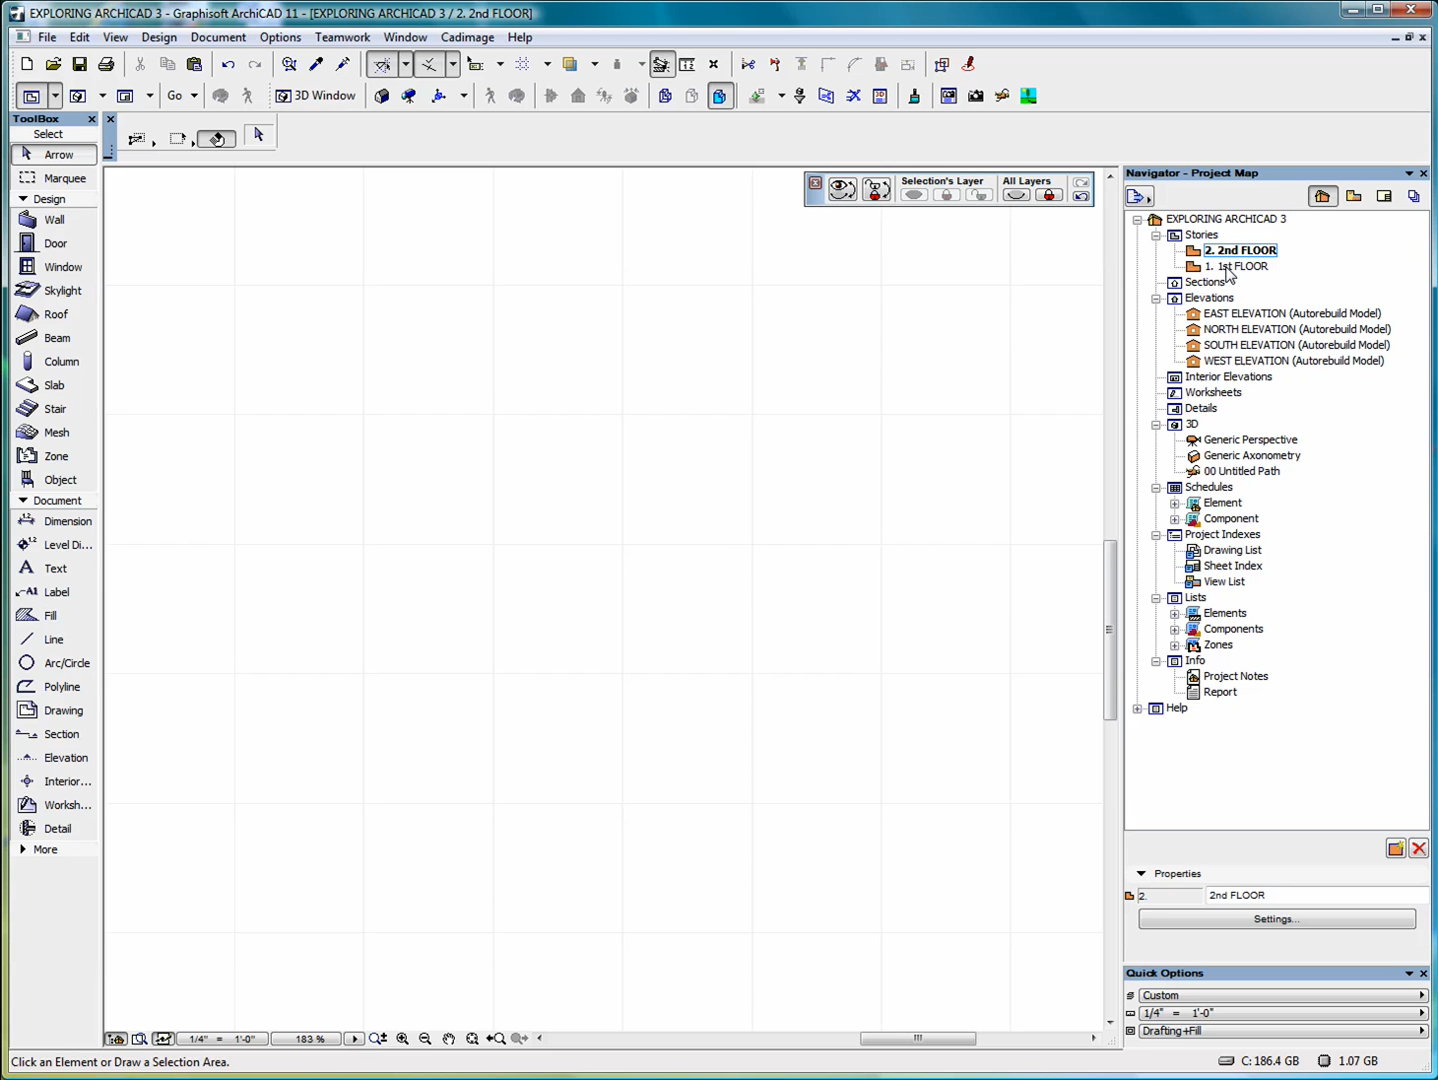 EXPLORING ARCHICAD 3 - Graphisoft ArchiCAD 11 - [EXPLORING ARCHICAD 3 / 2. 2nd FLOOR]
File Edit View Design Document Options Teamwork Window Cadimage Help
Go 3D Window
ToolBox
Select
Arrow
Marquee
Design
Wall
Door
Window
Skylight
Roof
Beam
Column
Slab
Stair
Mesh
Zone
Object
Document
Dimension
Level Di...
Text
Label
Fill
Line
Arc/Circle
Polyline
Drawing
Section
Elevation
Interior...
Worksh...
Detail
More
Selection's Layer All Layers
Navigator - Project Map
EXPLORING ARCHICAD 3
Stories
2. 2nd FLOOR
1. 1st FLOOR
Sections
Elevations
EAST ELEVATION (Autorebuild Model)
NORTH ELEVATION (Autorebuild Model)
SOUTH ELEVATION (Autorebuild Model)
WEST ELEVATION (Autorebuild Model)
Interior Elevations
Worksheets
Details
3D
Generic Perspective
Generic Axonometry
00 Untitled Path
Schedules
Element
Component
Project Indexes
Drawing List
Sheet Index
View List
Lists
Elements
Components
Zones
Info
Project Notes
Report
Help
Properties
2. 2nd FLOOR
Settings...
Quick Options
Custom
1/4" = 1'-0"
Drafting+Fill
1/4" = 1'-0" 183 %
Click an Element or Draw a Selection Area.
C: 186.4 GB 1.07 GB